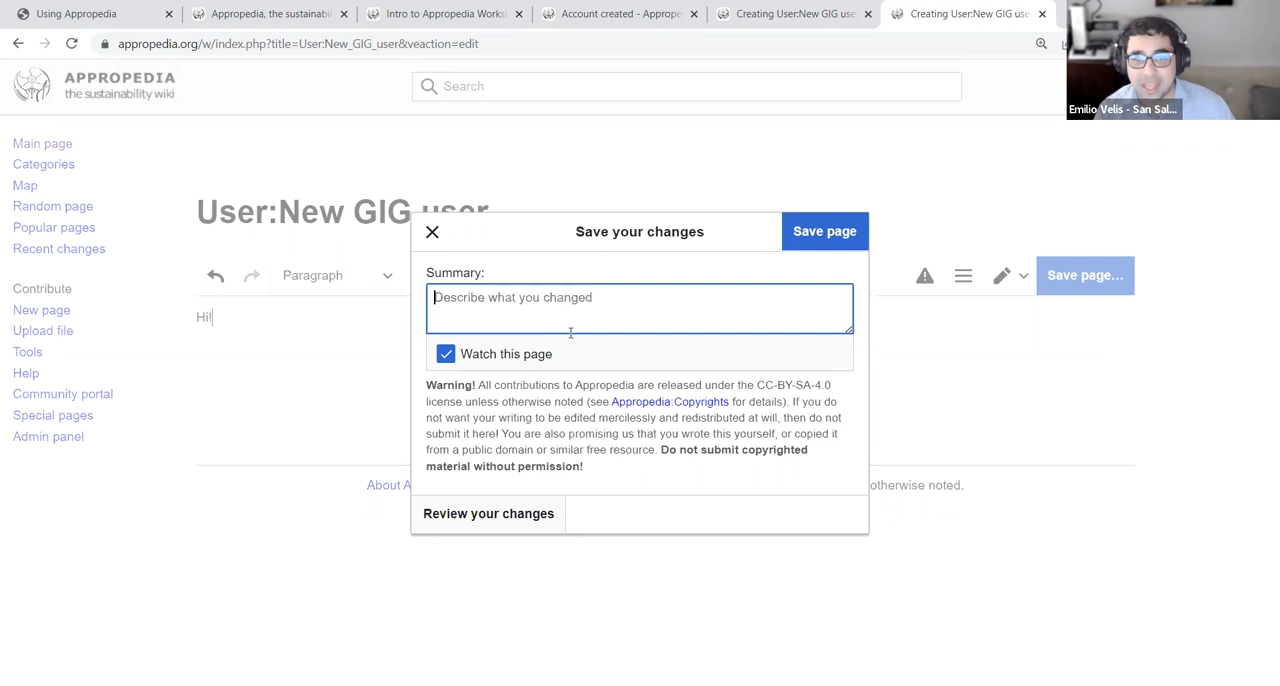 Using Appropedia
Appropedia, the sustainabil
Intro to Appropedia Works
Account created - Apprope
Creating User:New GIG use
Creating User:New GIG use
appropedia.org/w/index.php?title=User:New_GIG_user&veaction=edit
APPROPEDIA
the sustainability wiki
Search
Emilio Velis - San Sal...
Main page
Categories
Map
Random page
Popular pages
Recent changes
Contribute
New page
Upload file
Tools
Help
Community portal
Special pages
Admin panel
User:New GIG user
Paragraph
Save page...
Hi!
Save your changes
Save page
Summary:
Describe what you changed
Watch this page
Warning! All contributions to Appropedia are released under the CC-BY-SA-4.0
license unless otherwise noted (see Appropedia:Copyrights for details). If you do
not want your writing to be edited mercilessly and redistributed at will, then do not
submit it here! You are also promising us that you wrote this yourself, or copied it
from a public domain or similar free resource. Do not submit copyrighted
material without permission!
Review your changes
About A
otherwise noted.